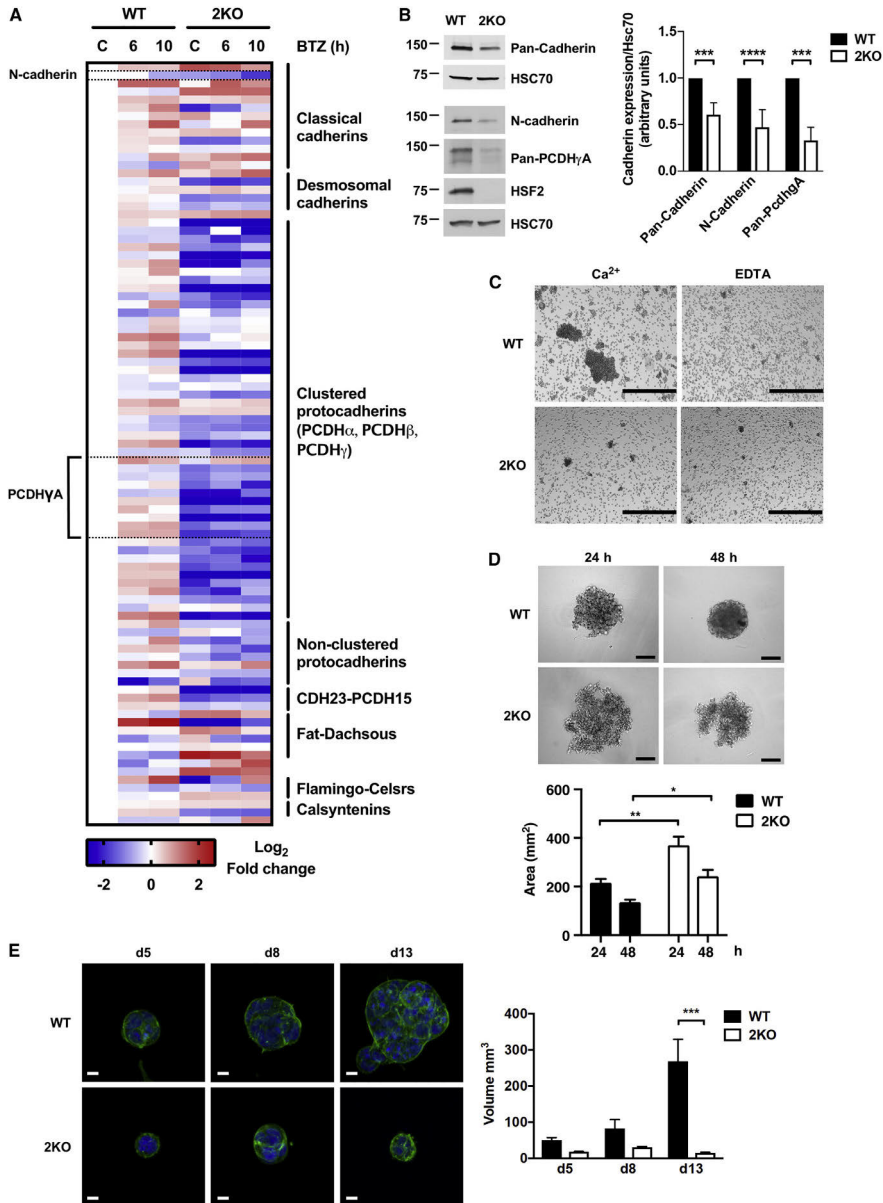 A
WT 2KO
C 6 10 C 6 10 BTZ (h)
N-cadherin
Classical
cadherins
Desmosomal
cadherins
Clustered
protocadherins
(PCDHα, PCDHβ,
PCDHγ)
PCDHγA
Non-clustered
protocadherins
CDH23-PCDH15
Fat-Dachsous
Flamingo-Celsrs
Calsyntenins
-2 0 2
Log2
Fold change
B
WT 2KO
150 Pan-Cadherin
75 HSC70
150 N-cadherin
150 Pan-PCDHγA
75 HSF2
75 HSC70
Cadherin expression/Hsc70
(arbitrary units)
1.5
1.0
0.5
0.0
*** **** ***
WT
2KO
Pan-Cadherin
N-Cadherin
Pan-PcdhgA
C
Ca2+ EDTA
WT
2KO
D
24 h 48 h
WT
2KO
Area (mm2)
600
400
200
0
**
*
WT
2KO
24 48 24 48 h
E
d5 d8 d13
WT
2KO
Volume mm3
400
300
200
100
0
***
WT
2KO
d5 d8 d13